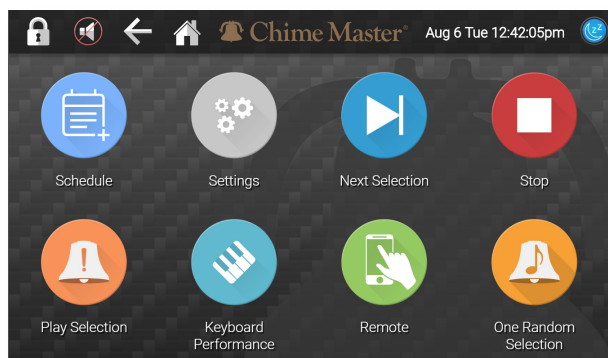 Chime Master® Aug 6 Tue 12:42:05pm zZ
Schedule Settings Next Selection Stop
Play Selection Keyboard Performance Remote One Random Selection